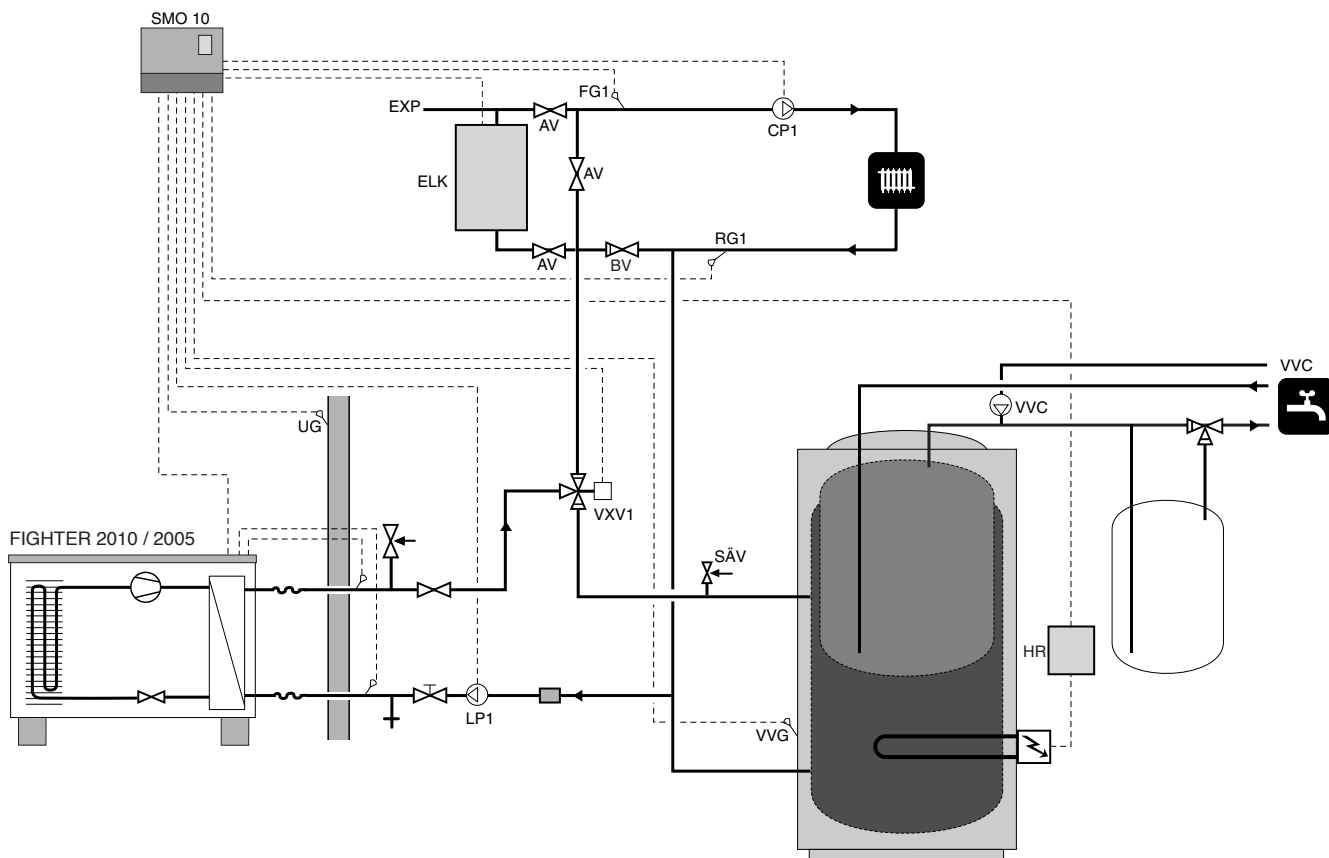 SMO 10
EXP
AV
FG1
CP1
ELK
AV
AV
BV
RG1
VVC
VVC
UG
VXV1
FIGHTER 2010 / 2005
SÄV
HR
LP1
VVG